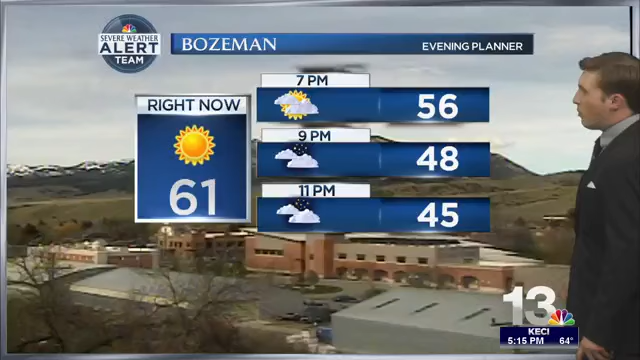 SEVERE WEATHER
ALERT
TEAM
BOZEMAN
EVENING PLANNER
RIGHT NOW
61
7 PM
56
9 PM
48
11 PM
45
13
KECI
5:15 PM 64°